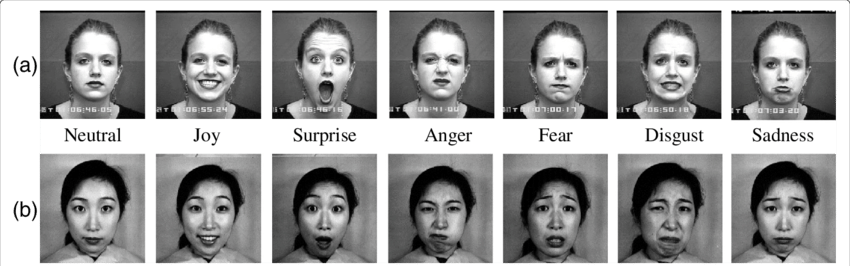 (a)
Neutral Joy Surprise Anger Fear Disgust Sadness
(b)